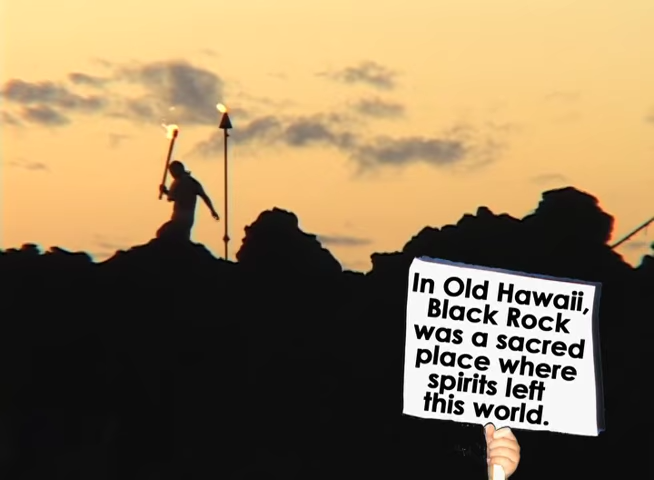 In Old Hawaii,
Black Rock
was a sacred
place where
spirits left
this world.